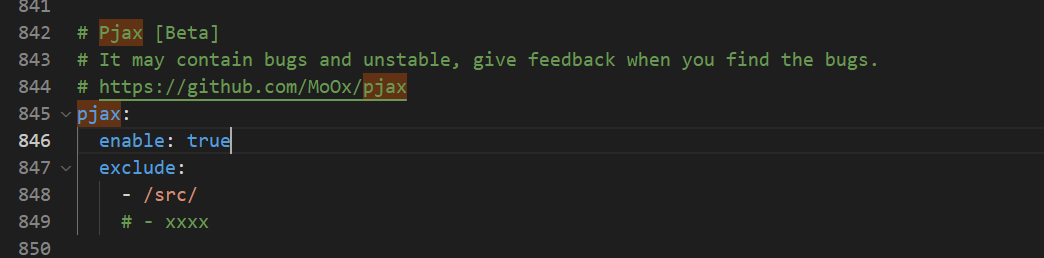 841
842 # Pjax [Beta]
843 # It may contain bugs and unstable, give feedback when you find the bugs.
844 # https://github.com/MoOx/pjax
845 pjax:
846 enable: true
847 exclude:
848 - /src/
849 # - xxxx
850